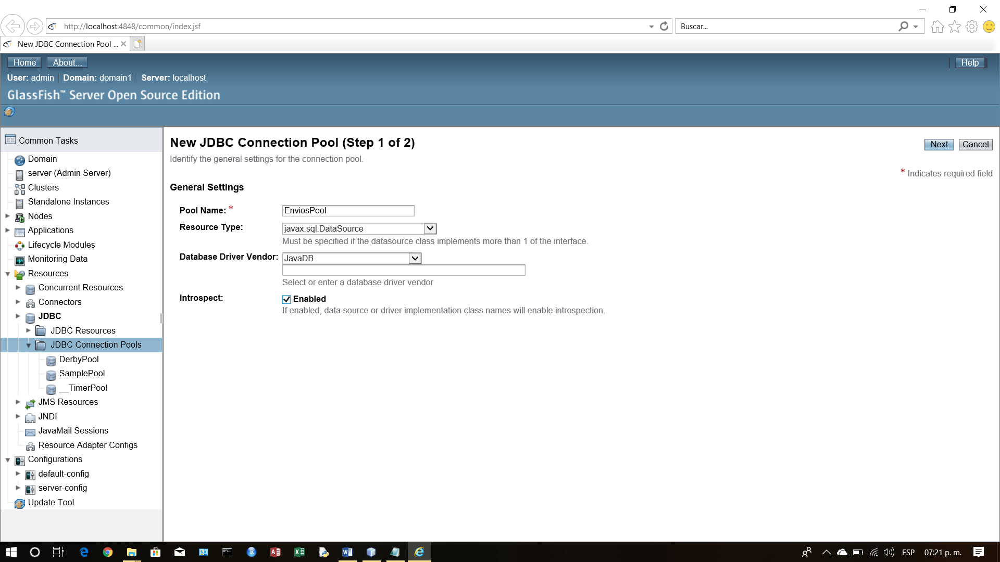 http://localhost:4848/common/index.jsf
Buscar...
New JDBC Connection Pool ...
Home
About...
Help
User: admin
Domain: domain1
Server: localhost
GlassFish™ Server Open Source Edition
Common Tasks
Domain
server (Admin Server)
Clusters
Standalone Instances
Nodes
Applications
Lifecycle Modules
Monitoring Data
Resources
Concurrent Resources
Connectors
JDBC
JDBC Resources
JDBC Connection Pools
DerbyPool
SamplePool
__TimerPool
JMS Resources
JNDI
JavaMail Sessions
Resource Adapter Configs
Configurations
default-config
server-config
Update Tool
New JDBC Connection Pool (Step 1 of 2)
Next
Cancel
Identify the general settings for the connection pool.
* Indicates required field
General Settings
Pool Name: * EnviosPool
Resource Type: javax.sql.DataSource
Must be specified if the datasource class implements more than 1 of the interface.
Database Driver Vendor: JavaDB
Select or enter a database driver vendor
Introspect: Enabled
If enabled, data source or driver implementation class names will enable introspection.
ESP
07:21 p. m.